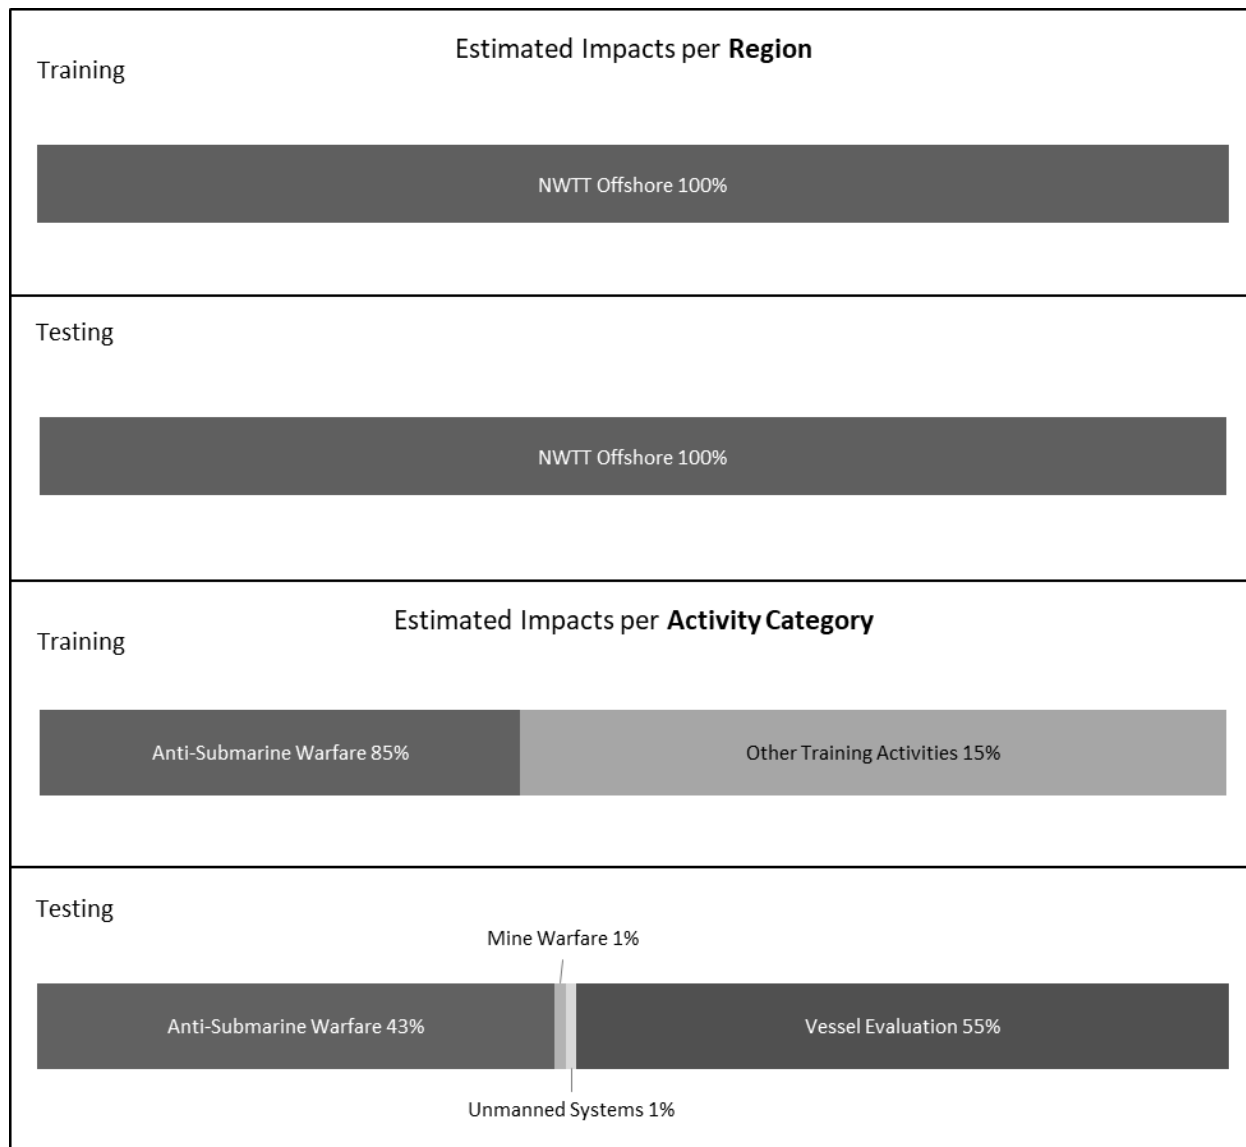 Estimated Impacts per Region
Training
NWTT Offshore 100%
Testing
NWTT Offshore 100%
Estimated Impacts per Activity Category
Training
Anti-Submarine Warfare 85%
Other Training Activities 15%
Testing
Mine Warfare 1%
Anti-Submarine Warfare 43%
Vessel Evaluation 55%
Unmanned Systems 1%